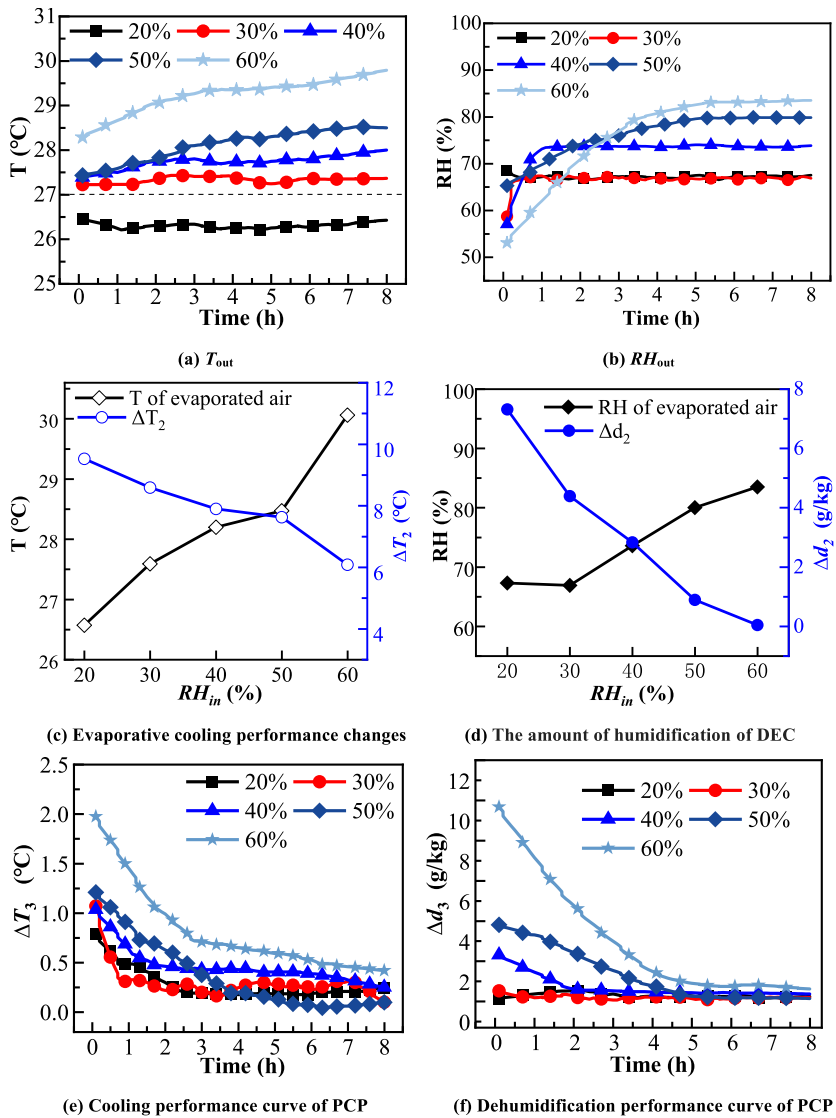 31
30
29
28
27
26
25
T (℃)
20% 30% 40%
50% 60%
0 1 2 3 4 5 6 7 8
Time (h)
(a) Tout
100
90
80
70
60
50
RH (%)
20% 30%
40% 50%
60%
0 1 2 3 4 5 6 7 8
Time (h)
(b) RHout
30
29
28
27
26
T (℃)
T of evaporated air
ΔT2
12
10
8
6
4
ΔT2 (℃)
20 30 40 50 60
RHin (%)
(c) Evaporative cooling performance changes
100
90
80
70
60
RH (%)
RH of evaporated air
Δd2
8
6
4
2
0
Δd2 (g/kg)
20 30 40 50 60
RHin (%)
(d) The amount of humidification of DEC
2.5
2.0
1.5
1.0
0.5
0.0
ΔT3 (℃)
20% 30%
40% 50%
60%
0 1 2 3 4 5 6 7 8
Time (h)
(e) Cooling performance curve of PCP
12
10
8
6
4
2
0
Δd3 (g/kg)
20% 30%
40% 50%
60%
0 1 2 3 4 5 6 7 8
Time (h)
(f) Dehumidification performance curve of PCP